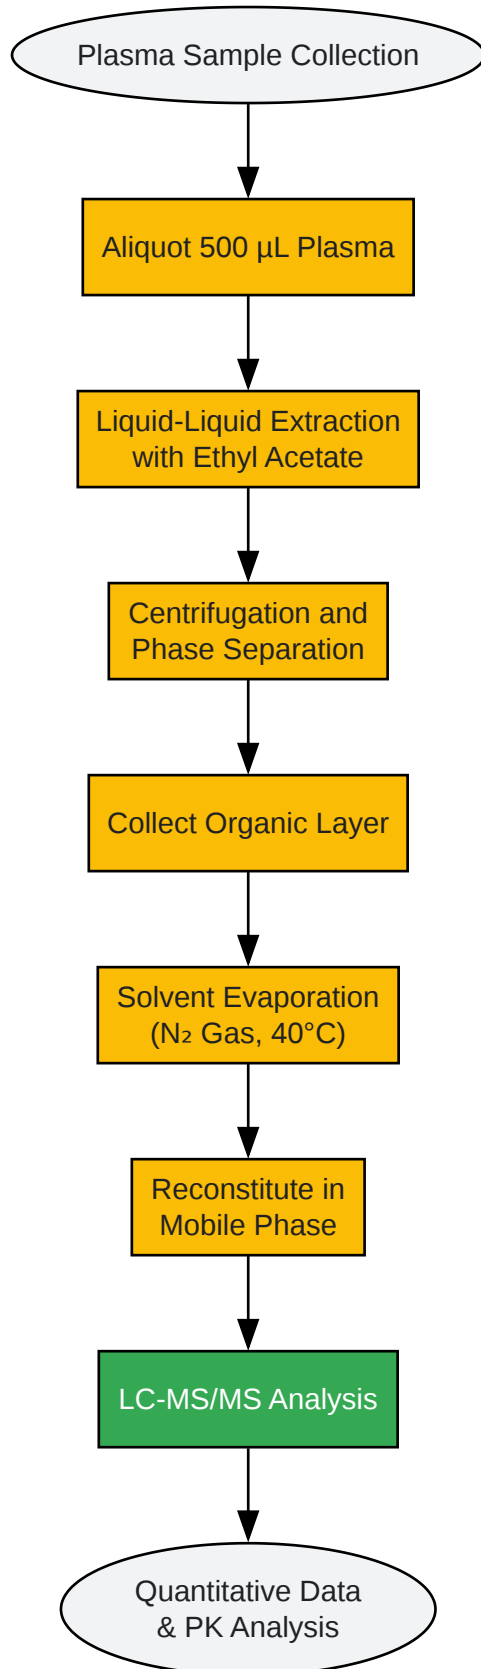 Plasma Sample Collection
Aliquot 500 µL Plasma
Liquid-Liquid Extraction
with Ethyl Acetate
Centrifugation and
Phase Separation
Collect Organic Layer
Solvent Evaporation
(N₂ Gas, 40°C)
Reconstitute in
Mobile Phase
LC-MS/MS Analysis
Quantitative Data
& PK Analysis